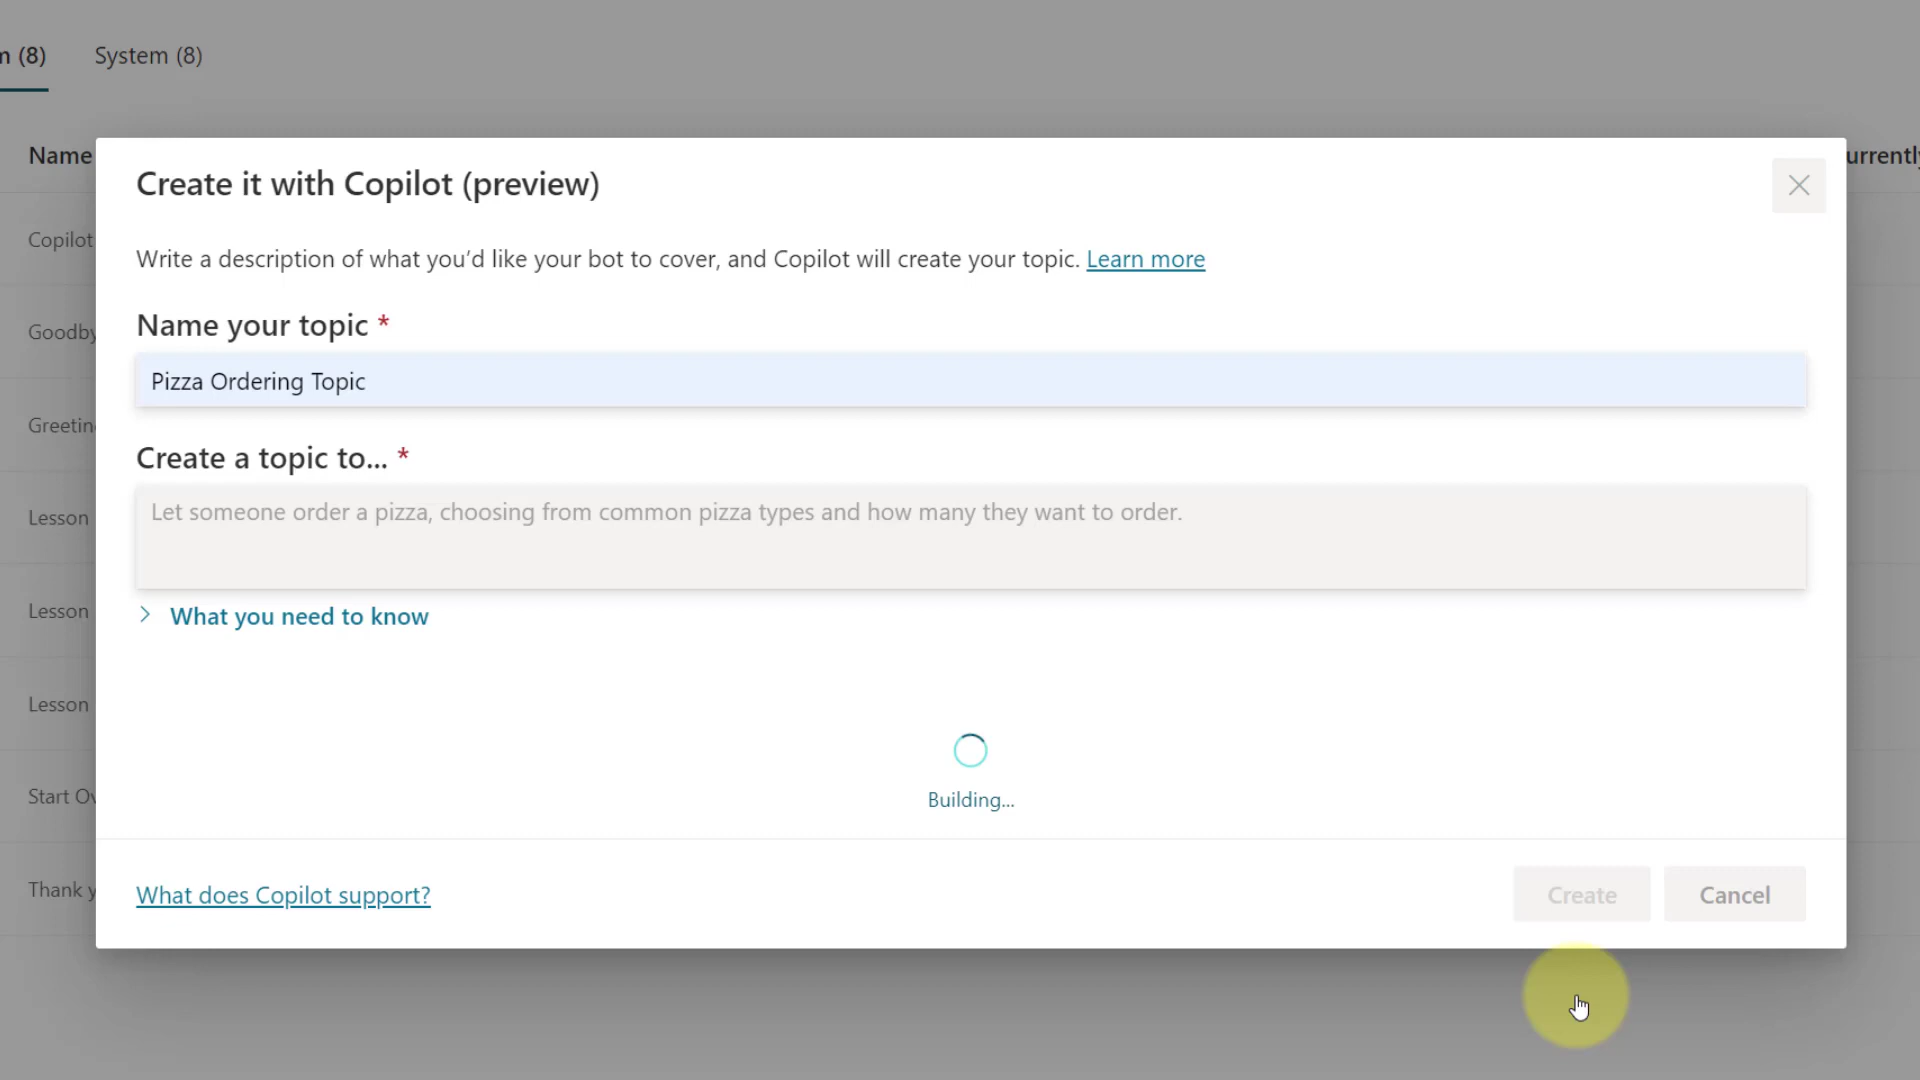 m (8) System (8)
Name
urrently
Create it with Copilot (preview)
Copilot
Write a description of what you’d like your bot to cover, and Copilot will create your topic. Learn more
Goodby
Name your topic *
Pizza Ordering Topic
Greeting
Create a topic to... *
Lesson
Let someone order a pizza, choosing from common pizza types and how many they want to order.
Lesson
What you need to know
Lesson
Start Ov
Building...
Thank y
What does Copilot support?
Create
Cancel